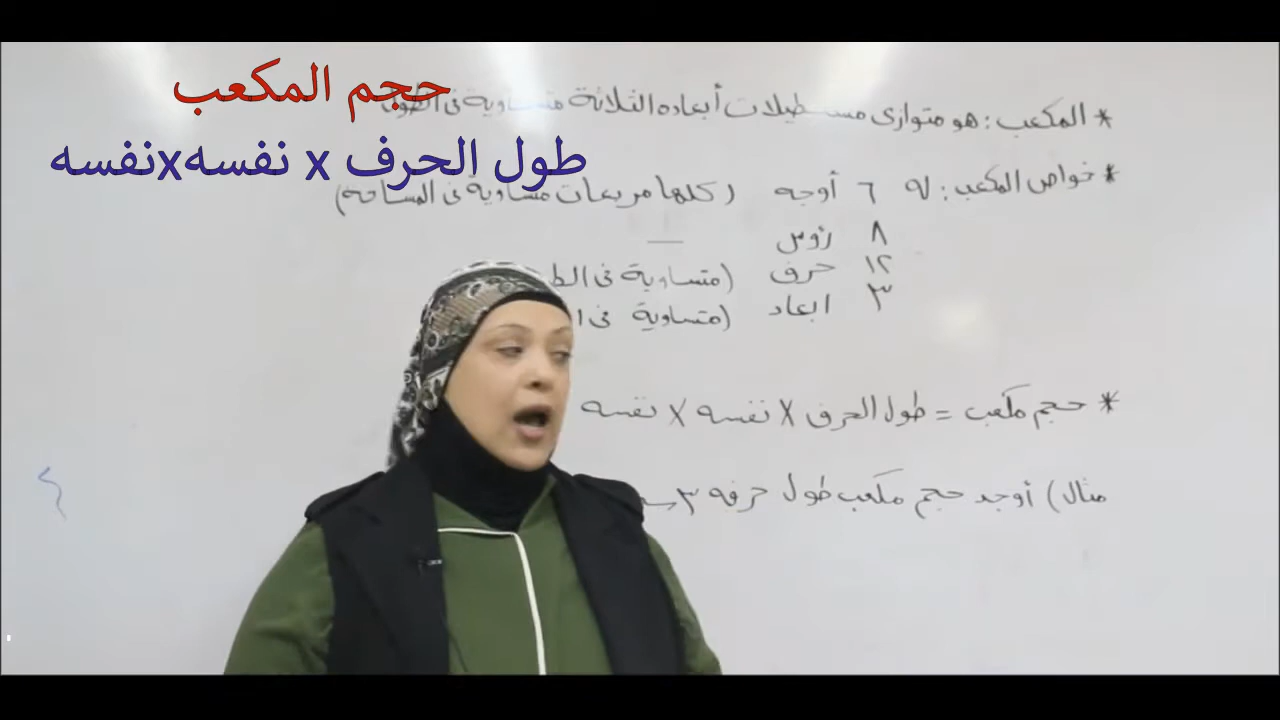 حجم المكعب
طول الحرف x نفسهxنفسه
* المكعب : هو متوازى مستطيلات أبعاده الثلاثة متساوية فى الطول
* خواص المكعب : له ٦ أوجه (كلها مربعات متساوية فى المساحة)
٨ رؤوس
١٢ حرف (متساوية فى الط
٣ ابعاد (متساوية فى ا
* حجم مكعب = طول الحرف X نفسه X نفسه
مثال) أوجد حجم مكعب طول حرفه ٣ س